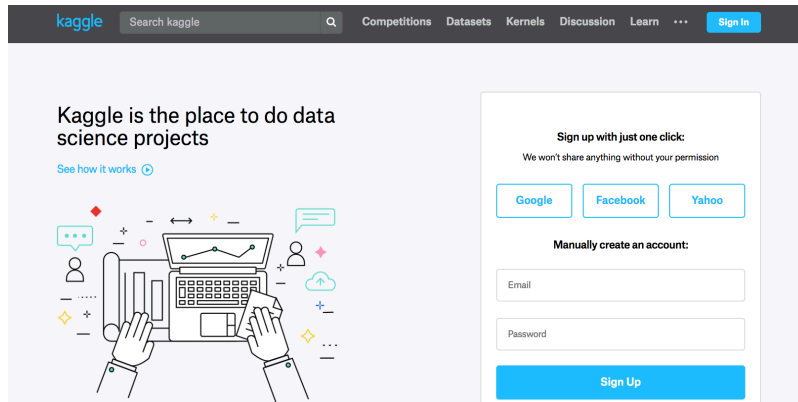 kaggle Search kaggle Competitions Datasets Kernels Discussion Learn ••• Sign In
Kaggle is the place to do data
science projects
See how it works
Sign up with just one click:
We won't share anything without your permission
Google Facebook Yahoo
Manually create an account:
Email
Password
Sign Up